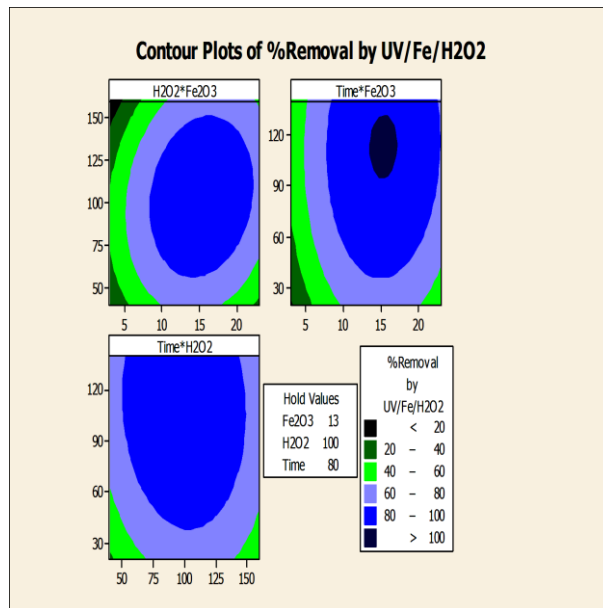 Contour Plots of %Removal by UV/Fe/H2O2
H2O2*Fe2O3
150
125
100
75
50
5 10 15 20
Time*Fe2O3
120
90
60
30
5 10 15 20
Time*H2O2
120
90
60
30
50 75 100 125 150
Hold Values
Fe2O3 13
H2O2 100
Time 80
%Removal
by
UV/Fe/H2O2
< 20
20 – 40
40 – 60
60 – 80
80 – 100
> 100